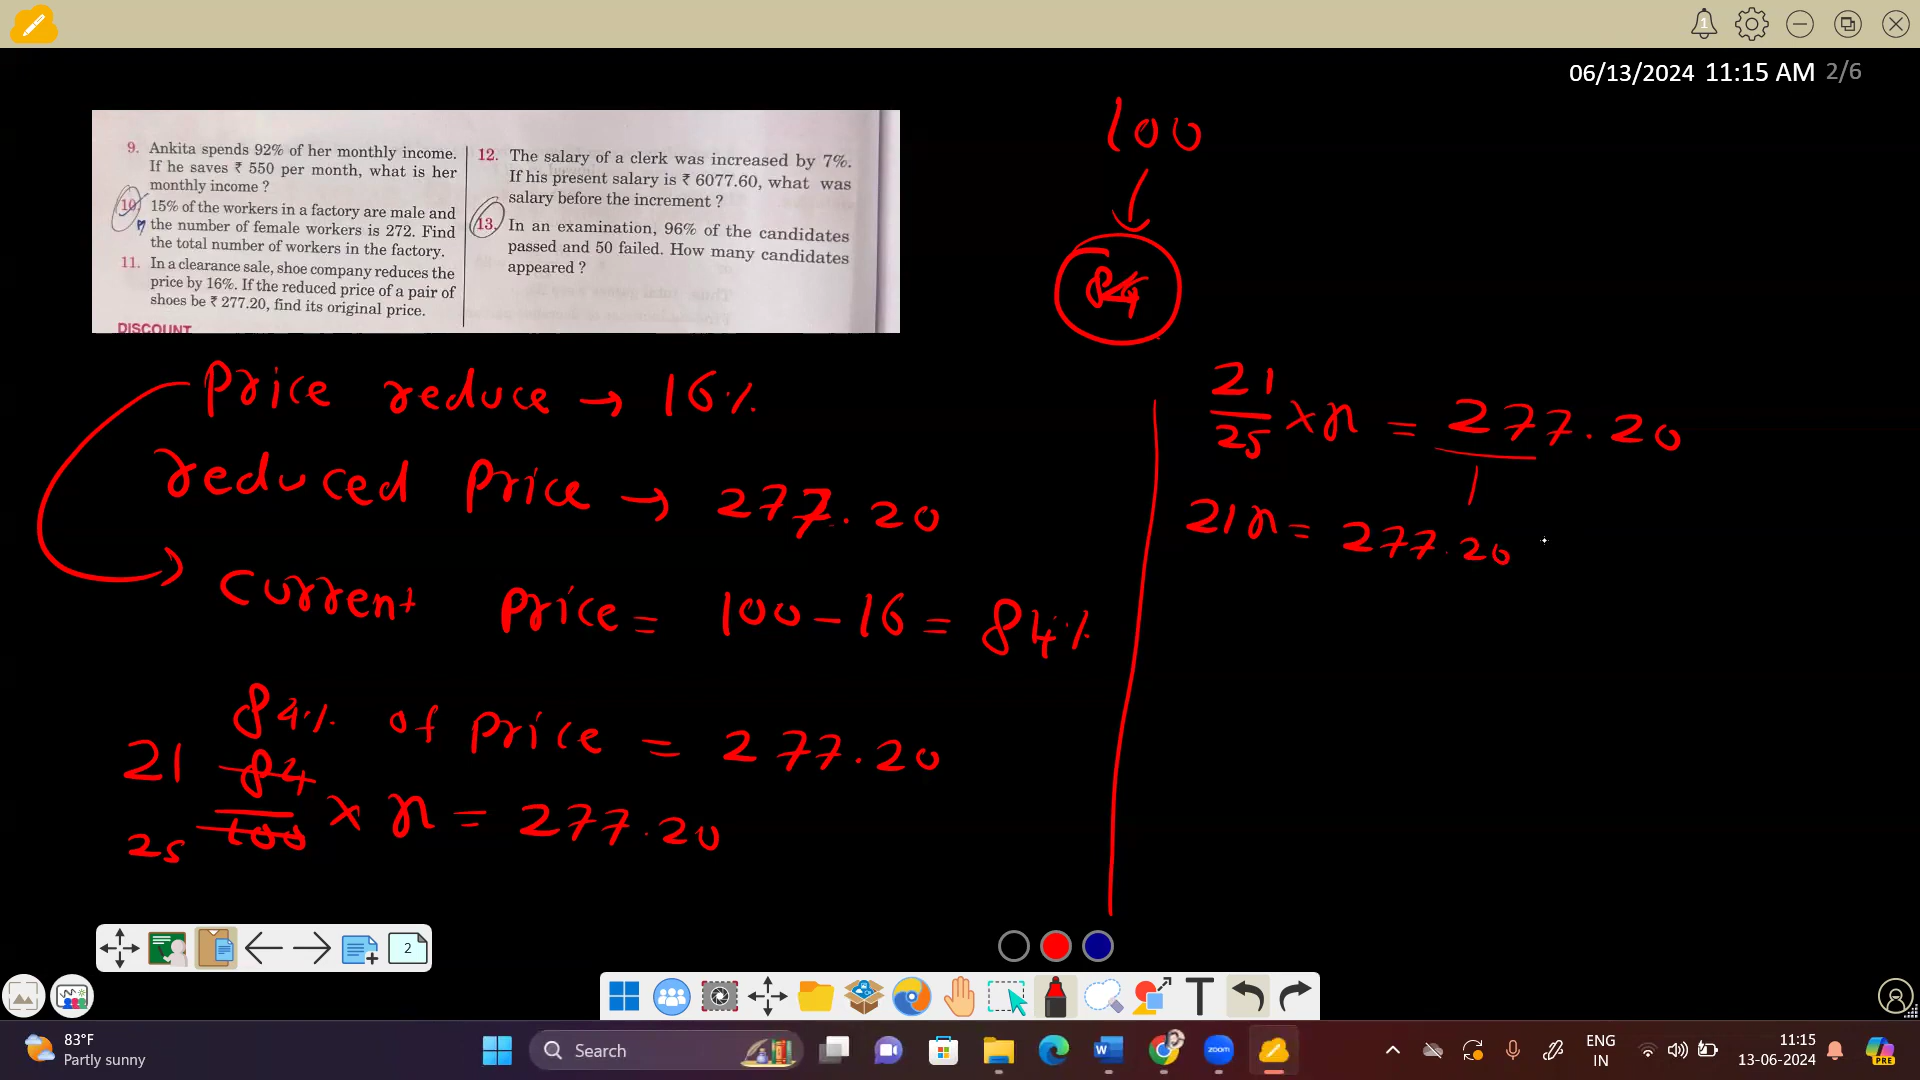 06/13/2024 11:15 AM 2/6
9. Ankita spends 92% of her monthly income.
If he saves ₹ 550 per month, what is her
monthly income ?
10. 15% of the workers in a factory are male and
the number of female workers is 272. Find
the total number of workers in the factory.
11. In a clearance sale, shoe company reduces the
price by 16%. If the reduced price of a pair of
shoes be ₹ 277.20, find its original price.
DISCOUNT
12. The salary of a clerk was increased by 7%.
If his present salary is ₹ 6077.60, what was
salary before the increment ?
13. In an examination, 96% of the candidates
passed and 50 failed. How many candidates
appeared ?
100
84
Price reduce → 16%
reduced Price → 277.20
Current Price = 100 - 16 = 84%
84% of Price = 277.20
21 84
25 100 × x = 277.20
21
25 × x = 277.20
1
21x = 277.20
2
Search
83°F
Partly sunny
zoom
ENG
IN
11:15
13-06-2024
PRE